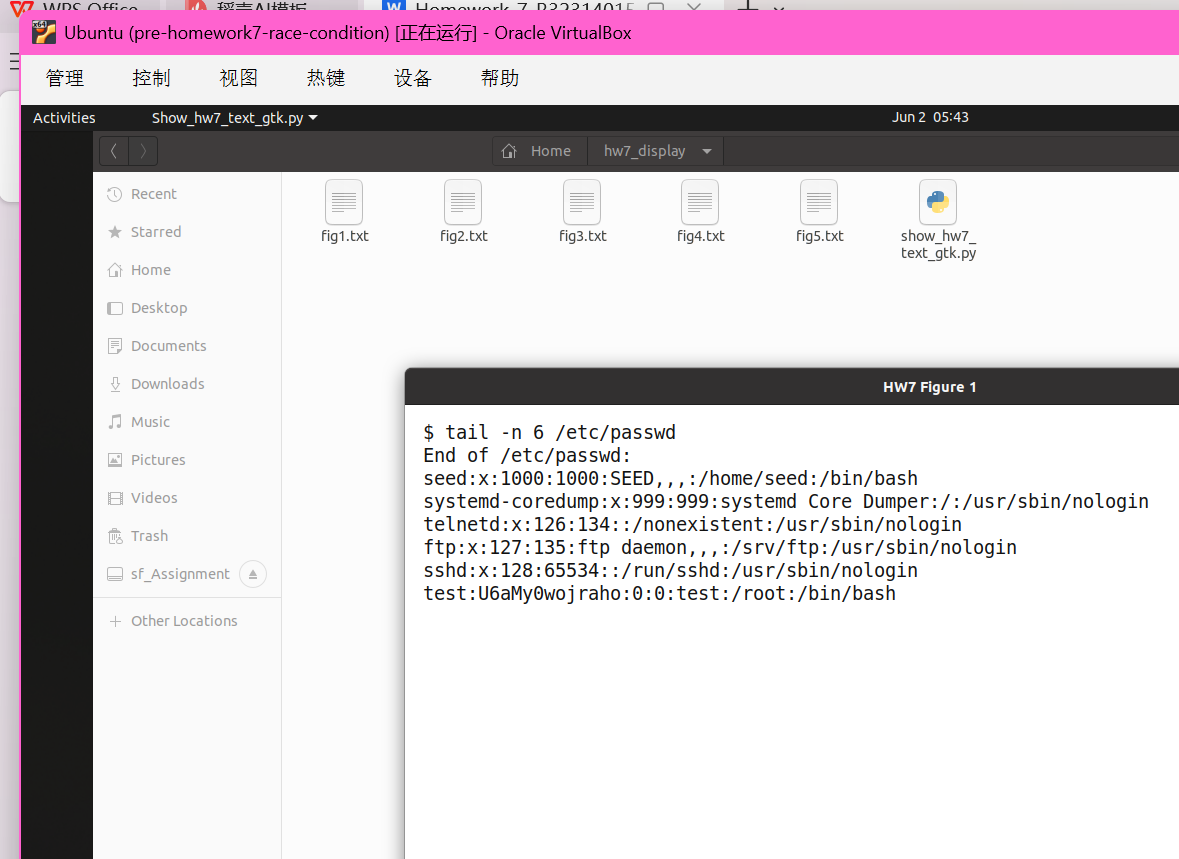 WPS Office
稻壳AI模板
Ubuntu (pre-homework7-race-condition) [正在运行] - Oracle VirtualBox
管理 控制 视图 热键 设备 帮助
Activities Show_hw7_text_gtk.py Jun 2 05:43
Home hw7_display
Recent
Starred
Home
Desktop
Documents
Downloads
Music
Pictures
Videos
Trash
sf_Assignment
Other Locations
fig1.txt fig2.txt fig3.txt fig4.txt fig5.txt show_hw7_
text_gtk.py
HW7 Figure 1
$ tail -n 6 /etc/passwd
End of /etc/passwd:
seed:x:1000:1000:SEED,,,:/home/seed:/bin/bash
systemd-coredump:x:999:999:systemd Core Dumper:/:/usr/sbin/nologin
telnetd:x:126:134::/nonexistent:/usr/sbin/nologin
ftp:x:127:135:ftp daemon,,,:/srv/ftp:/usr/sbin/nologin
sshd:x:128:65534::/run/sshd:/usr/sbin/nologin
test:U6aMy0wojraho:0:0:test:/root:/bin/bash